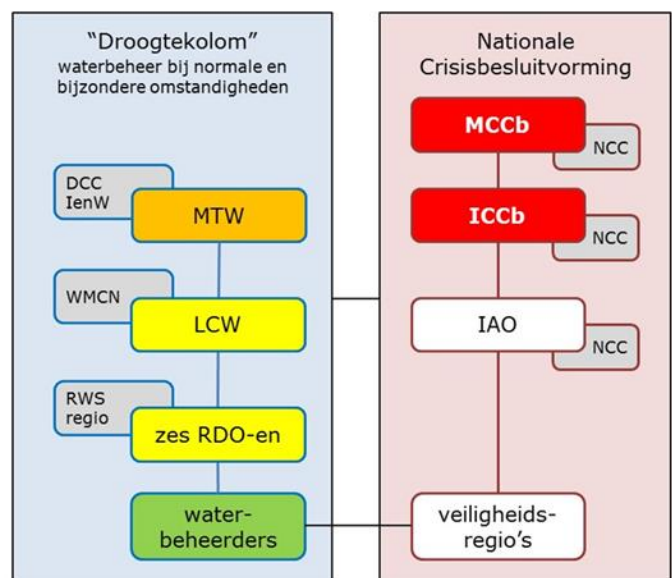 “Droogtekolom”
waterbeheer bij normale en
bijzondere omstandigheden
DCC
IenW
MTW
WMCN
LCW
RWS
regio
zes RDO-en
water-
beheerders
Nationale
Crisisbesluitvorming
MCCb
NCC
ICCb
NCC
IAO
NCC
veiligheids-
regio’s